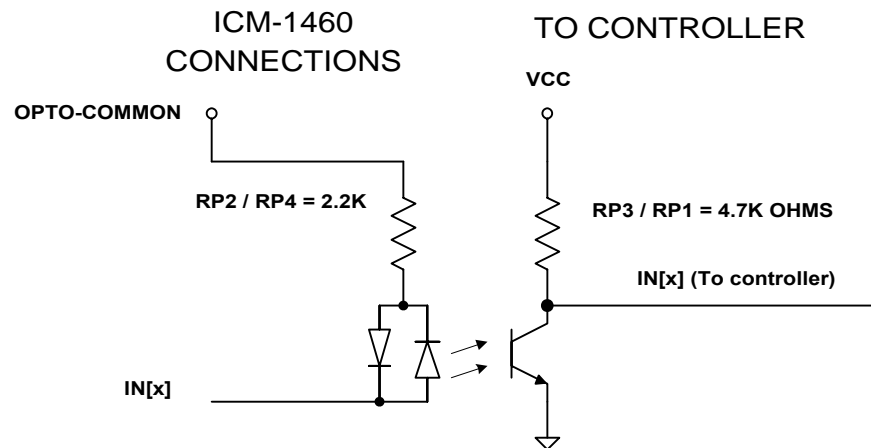 ICM-1460
CONNECTIONS
TO CONTROLLER
VCC
OPTO-COMMON
RP2 / RP4 = 2.2K
RP3 / RP1 = 4.7K OHMS
IN[x] (To controller)
IN[x]